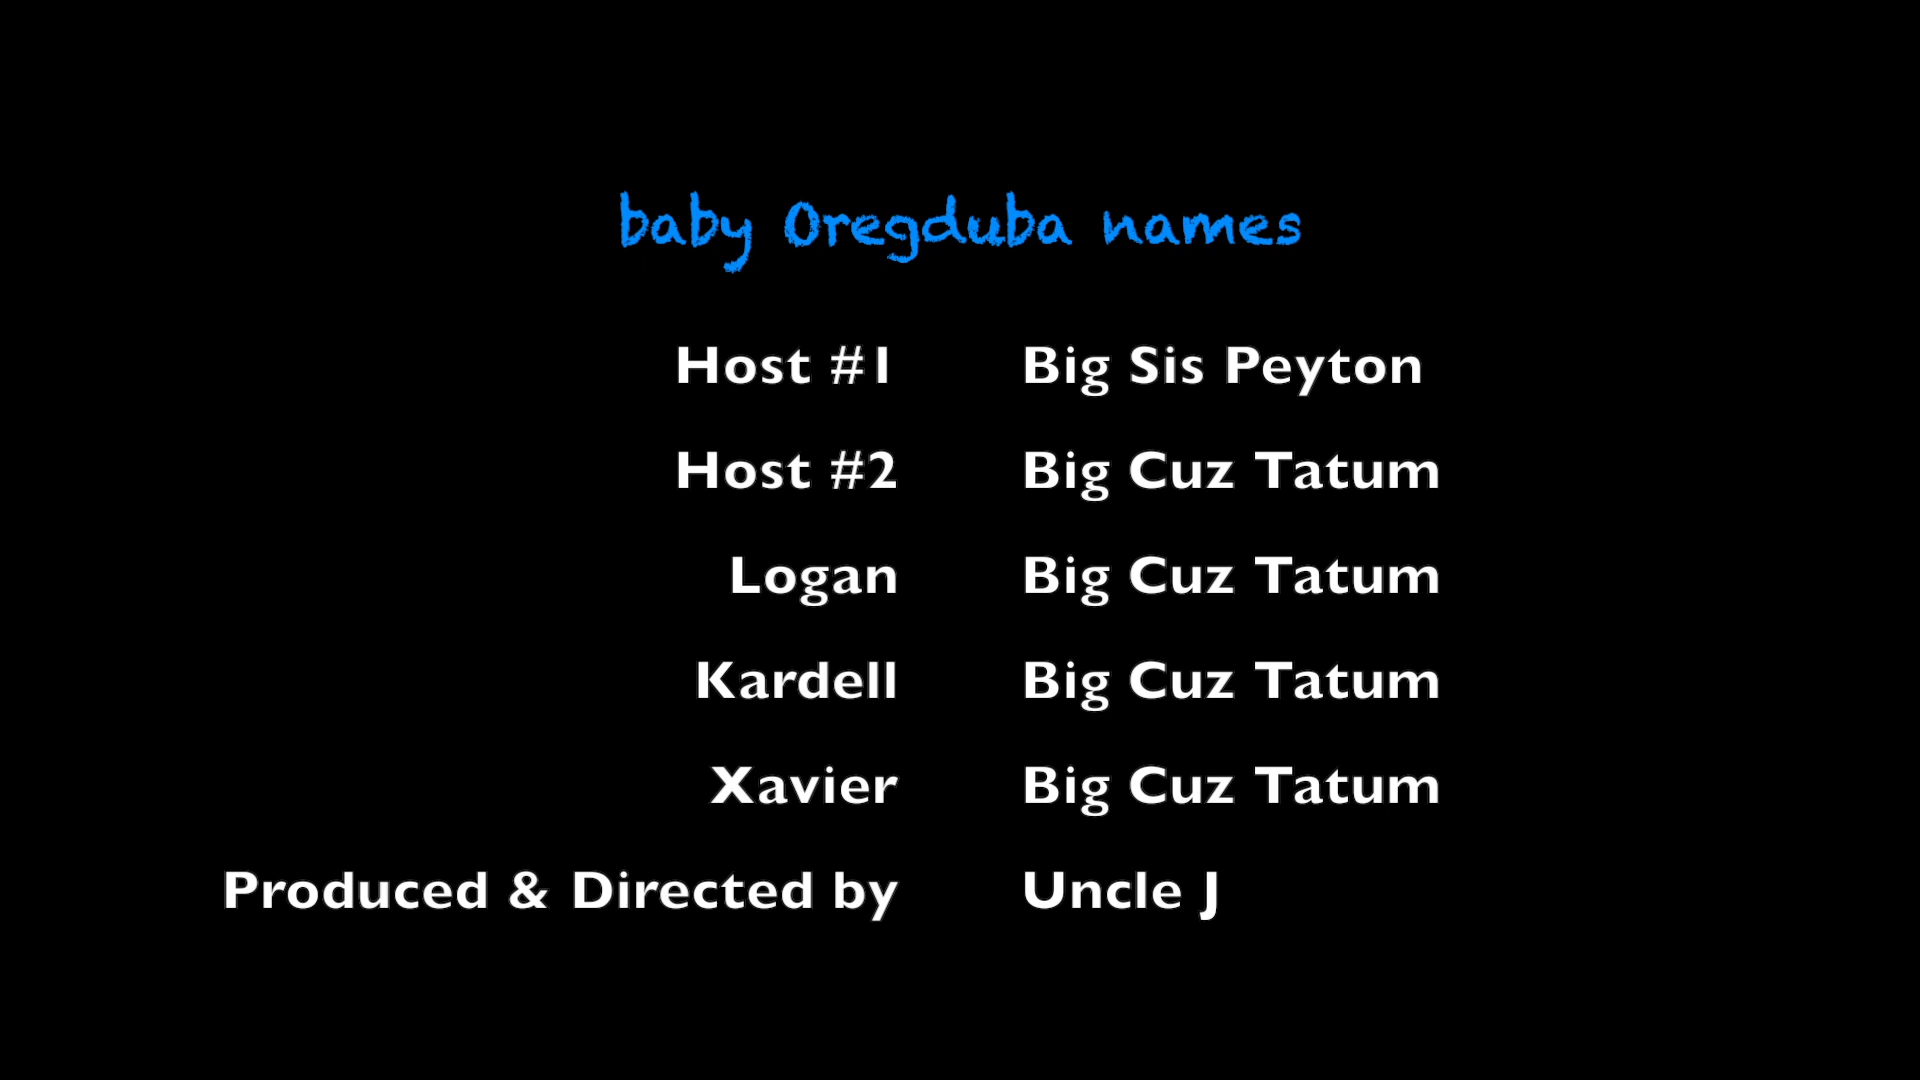 baby Oregduba names
Host #1 Big Sis Peyton
Host #2 Big Cuz Tatum
Logan Big Cuz Tatum
Kardell Big Cuz Tatum
Xavier Big Cuz Tatum
Produced & Directed by Uncle J